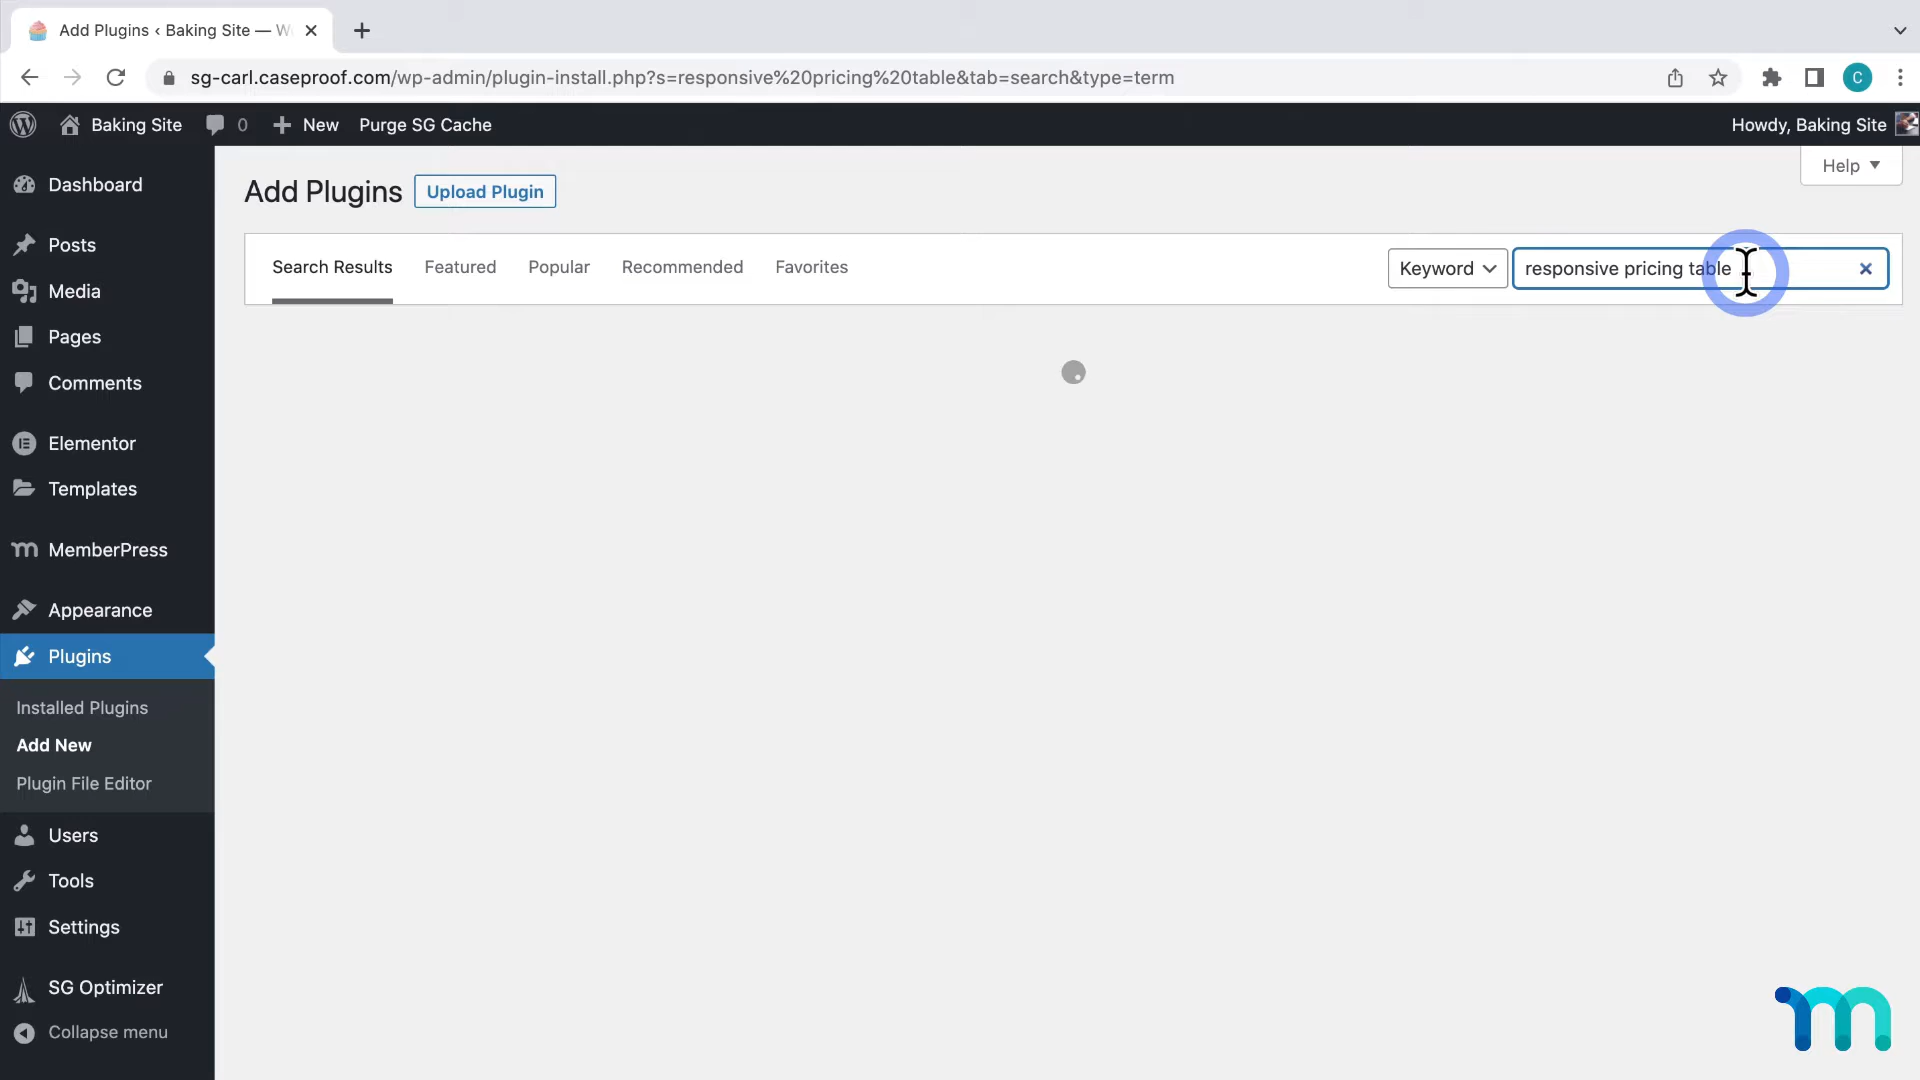 Add Plugins ‹ Baking Site — W
sg-carl.caseproof.com/wp-admin/plugin-install.php?s=responsive%20pricing%20table&tab=search&type=term
C
Baking Site
0
New
Purge SG Cache
Howdy, Baking Site
Help
Dashboard
Posts
Media
Pages
Comments
Elementor
Templates
MemberPress
Appearance
Plugins
Installed Plugins
Add New
Plugin File Editor
Users
Tools
Settings
SG Optimizer
Collapse menu
Add Plugins
Upload Plugin
Search Results
Featured
Popular
Recommended
Favorites
Keyword
responsive pricing table